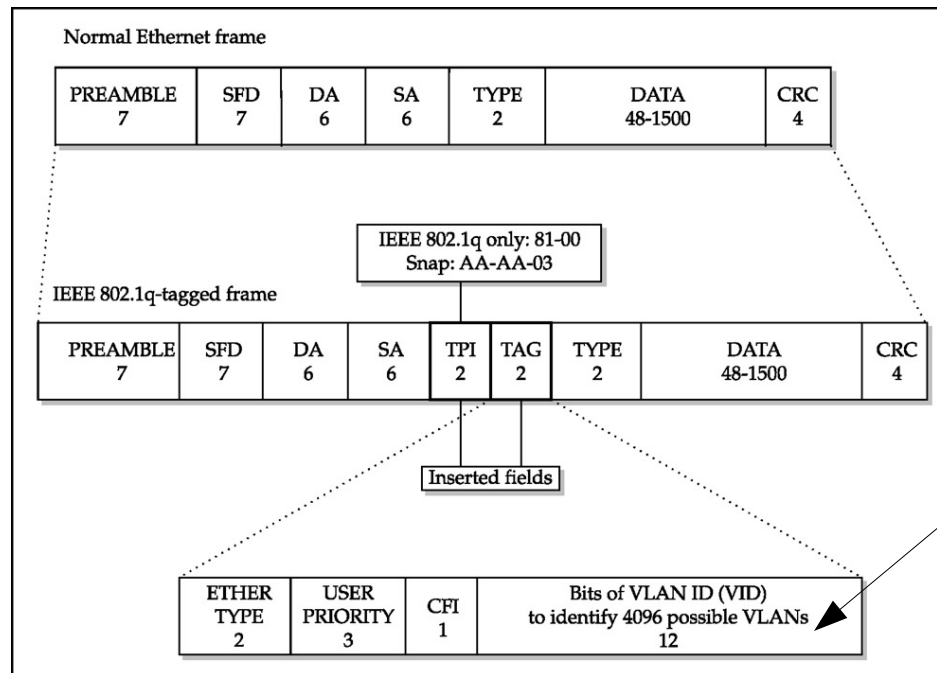 Normal Ethernet frame
PREAMBLE SFD DA SA TYPE DATA CRC
7 7 6 6 2 48-1500 4
IEEE 802.1q only: 81-00
Snap: AA-AA-03
IEEE 802.1q-tagged frame
PREAMBLE SFD DA SA TPI TAG TYPE DATA CRC
7 7 6 6 2 2 2 48-1500 4
Inserted fields
ETHER TYPE
2
USER PRIORITY
3
CFI
1
Bits of VLAN ID (VID)
to identify 4096 possible VLANs
12